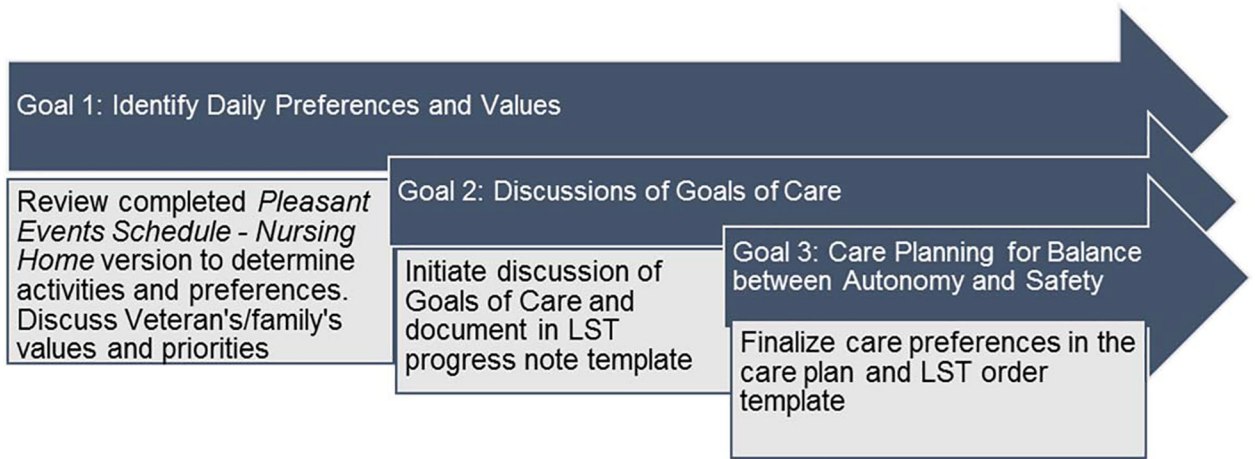 Goal 1: Identify Daily Preferences and Values
Review completed Pleasant
Events Schedule - Nursing
Home version to determine
activities and preferences.
Discuss Veteran's/family's
values and priorities
Goal 2: Discussions of Goals of Care
Initiate discussion of
Goals of Care and
document in LST
progress note template
Goal 3: Care Planning for Balance
between Autonomy and Safety
Finalize care preferences in the
care plan and LST order
template